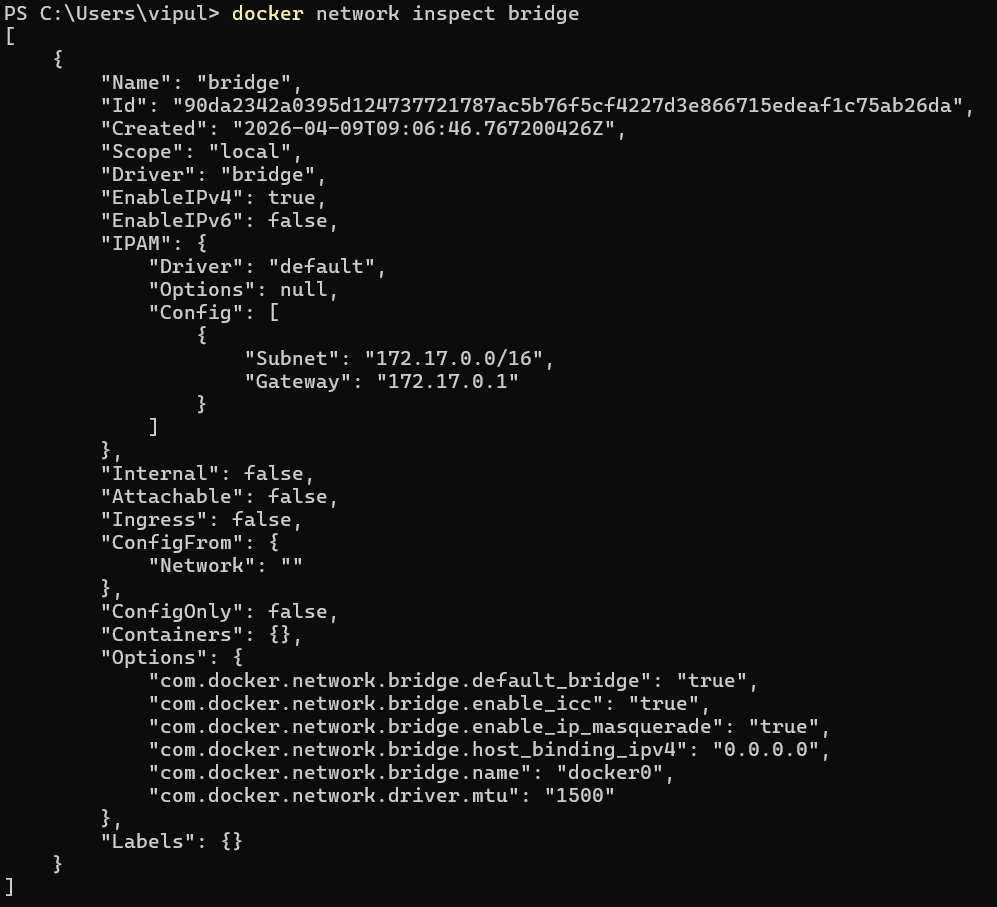 PS C:\Users\vipul> docker network inspect bridge
[
    {
        "Name": "bridge",
        "Id": "90da2342a0395d124737721787ac5b76f5cf4227d3e866715edeaf1c75ab26da",
        "Created": "2026-04-09T09:06:46.767200426Z",
        "Scope": "local",
        "Driver": "bridge",
        "EnableIPv4": true,
        "EnableIPv6": false,
        "IPAM": {
            "Driver": "default",
            "Options": null,
            "Config": [
                {
                    "Subnet": "172.17.0.0/16",
                    "Gateway": "172.17.0.1"
                }
            ]
        },
        "Internal": false,
        "Attachable": false,
        "Ingress": false,
        "ConfigFrom": {
            "Network": ""
        },
        "ConfigOnly": false,
        "Containers": {},
        "Options": {
            "com.docker.network.bridge.default_bridge": "true",
            "com.docker.network.bridge.enable_icc": "true",
            "com.docker.network.bridge.enable_ip_masquerade": "true",
            "com.docker.network.bridge.host_binding_ipv4": "0.0.0.0",
            "com.docker.network.bridge.name": "docker0",
            "com.docker.network.driver.mtu": "1500"
        },
        "Labels": {}
    }
]